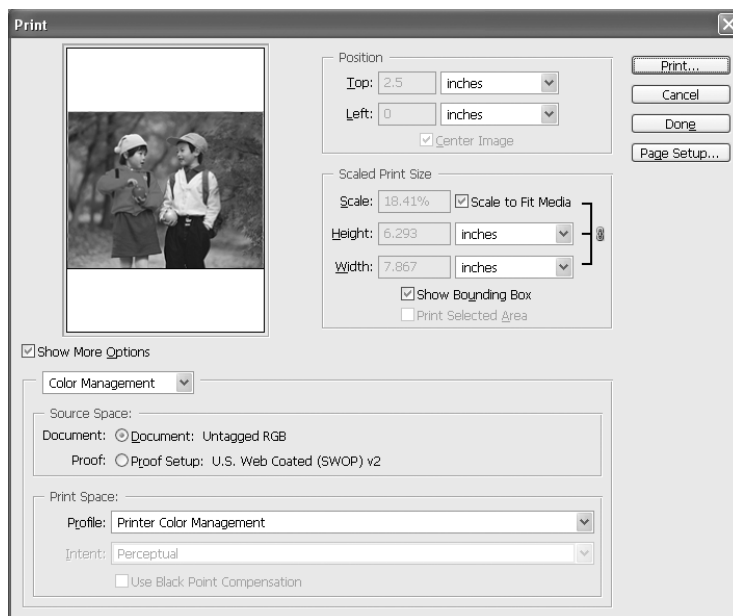 Print
Position
Top: 2.5 inches
Left: 0 inches
Center Image
Print...
Cancel
Done
Page Setup...
Scaled Print Size
Scale: 18.41% Scale to Fit Media
Height: 6.293 inches
Width: 7.867 inches
Show Bounding Box
Print Selected Area
Show More Options
Color Management
Source Space:
Document: Document: Untagged RGB
Proof: Proof Setup: U.S. Web Coated (SWOP) v2
Print Space:
Profile: Printer Color Management
Intent: Perceptual
Use Black Point Compensation